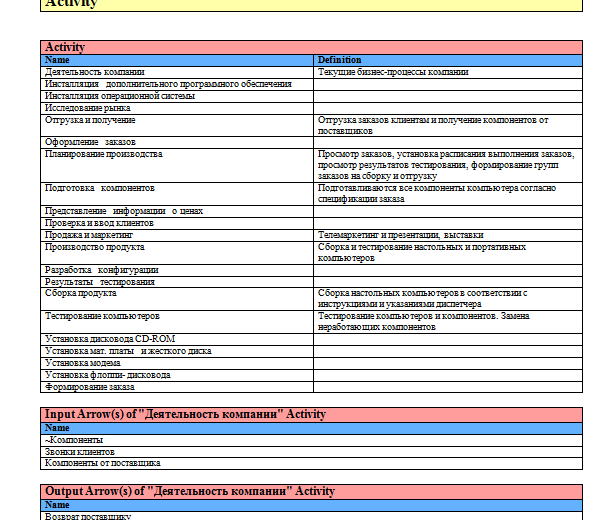 Activity
Activity
Name Definition
Деятельность компании Текущие бизнес-процессы компании
Инсталляция дополнительного программного обеспечения
Инсталляция операционной системы
Исследование рынка
Отгрузка и получение Отгрузка заказов клиентам и получение компонентов от
поставщиков
Оформление заказов
Планирование производства Просмотр заказов, установка расписания выполнения заказов,
просмотр результатов тестирования, формирование групп
заказов на сборку и отгрузку
Подготовка компонентов Подготавливаются все компоненты компьютера согласно
спецификации заказа
Представление информации о ценах
Проверка и ввод клиентов
Продажа и маркетинг Телемаркетинг и презентации, выставки
Производство продукта Сборка и тестирование настольных и портативных
компьютеров
Разработка конфигурации
Результаты тестирования
Сборка продукта Сборка настольных компьютеров в соответствии с
инструкциями и указаниями диспетчера
Тестирование компьютеров Тестирование компьютеров и компонентов. Замена
неработающих компонентов
Установка дисковода CD-ROM
Установка мат. платы и жесткого диска
Установка модема
Установка флоппи- дисковода
Формирование заказа
Input Arrow(s) of "Деятельность компании" Activity
Name
~Компоненты
Звонки клиентов
Компоненты от поставщика
Output Arrow(s) of "Деятельность компании" Activity
Name
Возврат поставщику